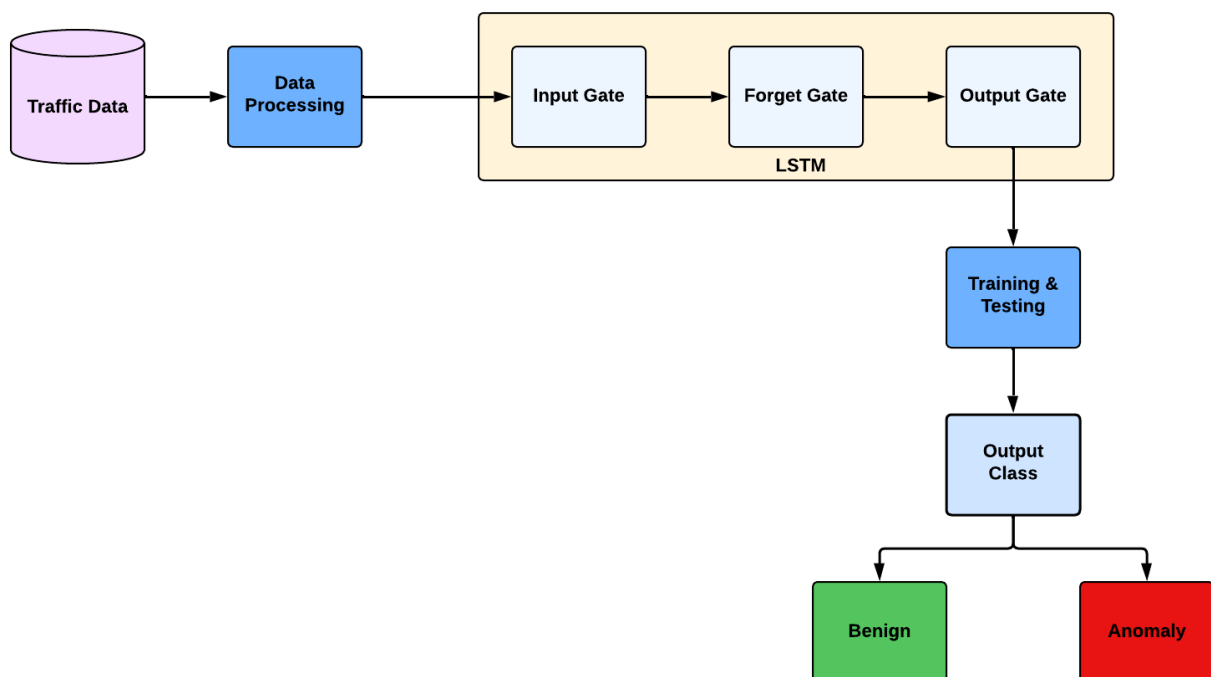 Traffic Data
Data
Processing
Input Gate
Forget Gate
Output Gate
LSTM
Training &
Testing
Output
Class
Benign
Anomaly